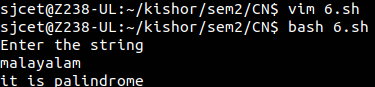 sjcet@Z238-UL:~/kishor/sem2/CN$ vim 6.sh
sjcet@Z238-UL:~/kishor/sem2/CN$ bash 6.sh
Enter the string
malayalam
it is palindrome